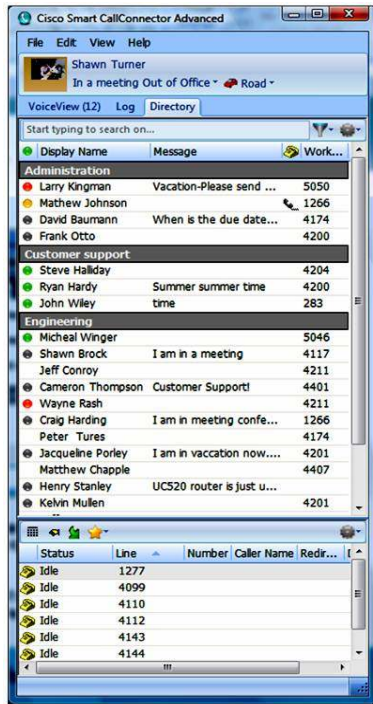 Cisco Smart CallConnector Advanced
File Edit View Help
Shawn Turner
In a meeting Out of Office Road
VoiceView (12) Log Directory
Start typing to search on...
Display Name Message Work...
Administration
Larry Kingman Vacation-Please send ... 5050
Mathew Johnson 1266
David Baumann When is the due date... 4174
Frank Otto 4200
Customer support
Steve Halliday 4204
Ryan Hardy Summer summer time 4200
John Wiley time 283
Engineering
Micheal Winger 5046
Shawn Brock I am in a meeting 4117
Jeff Conroy 4211
Cameron Thompson Customer Support! 4401
Wayne Rash 4211
Craig Harding I am in meeting confe... 1266
Peter Tures 4174
Jacqueline Porley I am in vaccation now.... 4201
Matthew Chapple 4407
Henry Stanley UC520 router is just u...
Kelvin Mullen 4201
Status Line Number Caller Name Redir...
Idle 1277
Idle 4099
Idle 4110
Idle 4112
Idle 4143
Idle 4144